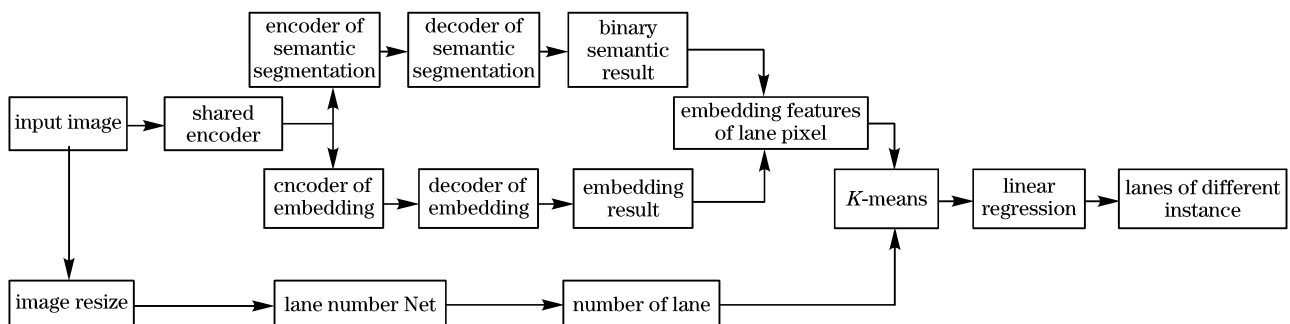 input image
shared
encoder
encoder of
semantic
segmentation
decoder of
semantic
segmentation
binary
semantic
result
cncoder of
embedding
decoder of
embedding
embedding
result
embedding features
of lane pixel
image resize
lane number Net
number of lane
K-means
linear
regression
lanes of different
instance